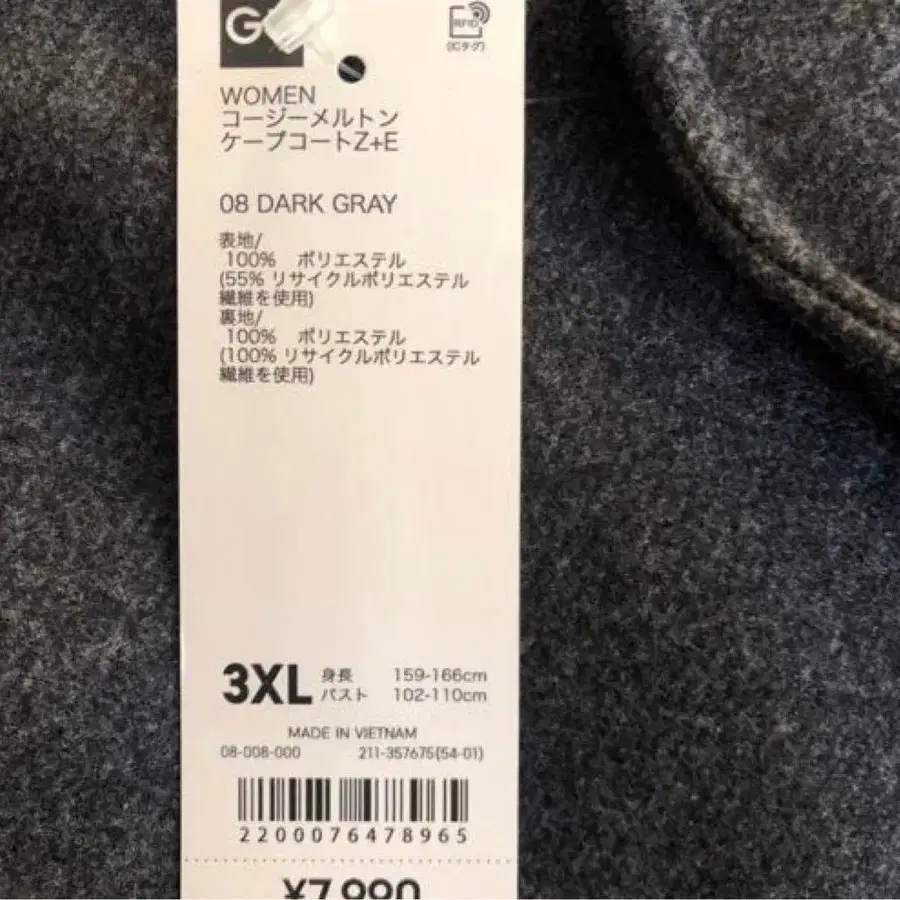 RFID
(ICタグ)
WOMEN
コージーメルトン
ケープコートZ+E
08 DARK GRAY
表地/
100% ポリエステル
(55% リサイクルポリエステル
繊維を使用)
裏地/
100% ポリエステル
(100% リサイクルポリエステル
繊維を使用)
3XL
身長 159-166cm
バスト 102-110cm
MADE IN VIETNAM
08-008-000 211-357675(54-01)
2200076478965
¥7,990